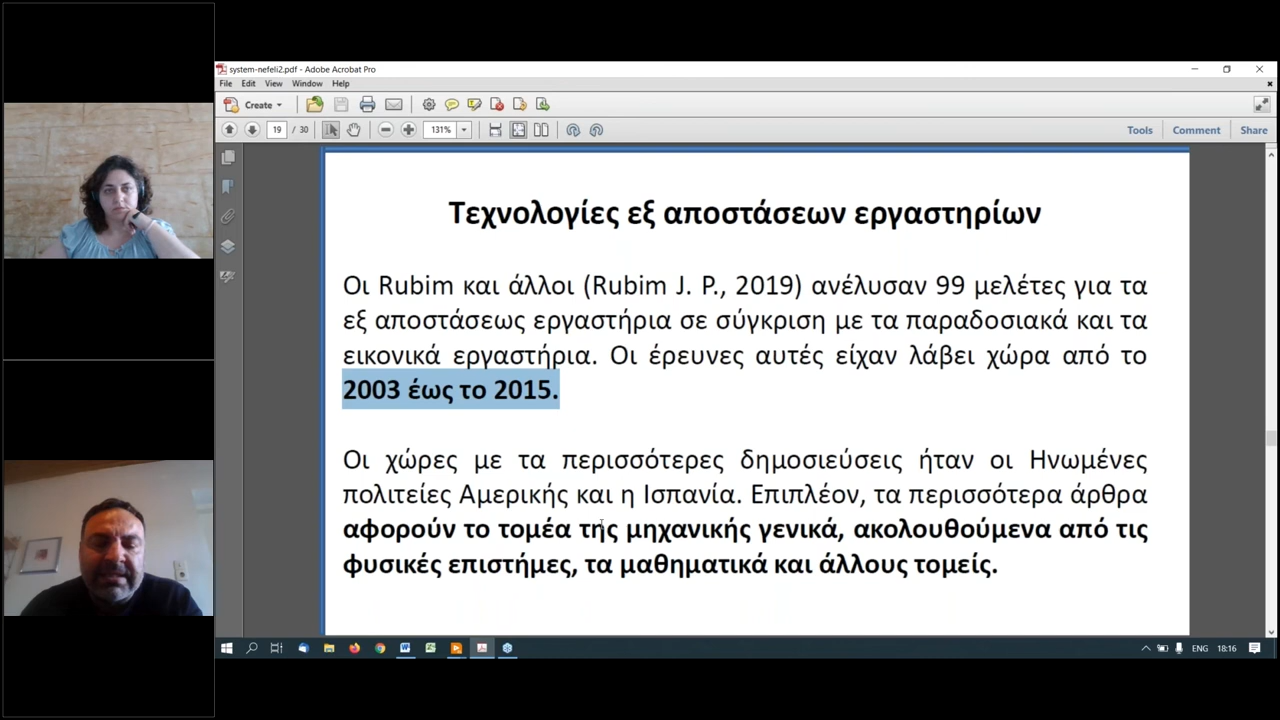 system-nefeli2.pdf - Adobe Acrobat Pro
File Edit View Window Help
Create
19 / 30 131% Tools Comment Share
Τεχνολογίες εξ αποστάσεων εργαστηρίων
Οι Rubim και άλλοι (Rubim J. P., 2019) ανέλυσαν 99 μελέτες για τα
εξ αποστάσεως εργαστήρια σε σύγκριση με τα παραδοσιακά και τα
εικονικά εργαστήρια. Οι έρευνες αυτές είχαν λάβει χώρα από το
2003 έως το 2015.
Οι χώρες με τα περισσότερες δημοσιεύσεις ήταν οι Ηνωμένες
πολιτείες Αμερικής και η Ισπανία. Επιπλέον, τα περισσότερα άρθρα
αφορούν το τομέα της μηχανικής γενικά, ακολουθούμενα από τις
φυσικές επιστήμες, τα μαθηματικά και άλλους τομείς.
ENG 18:16